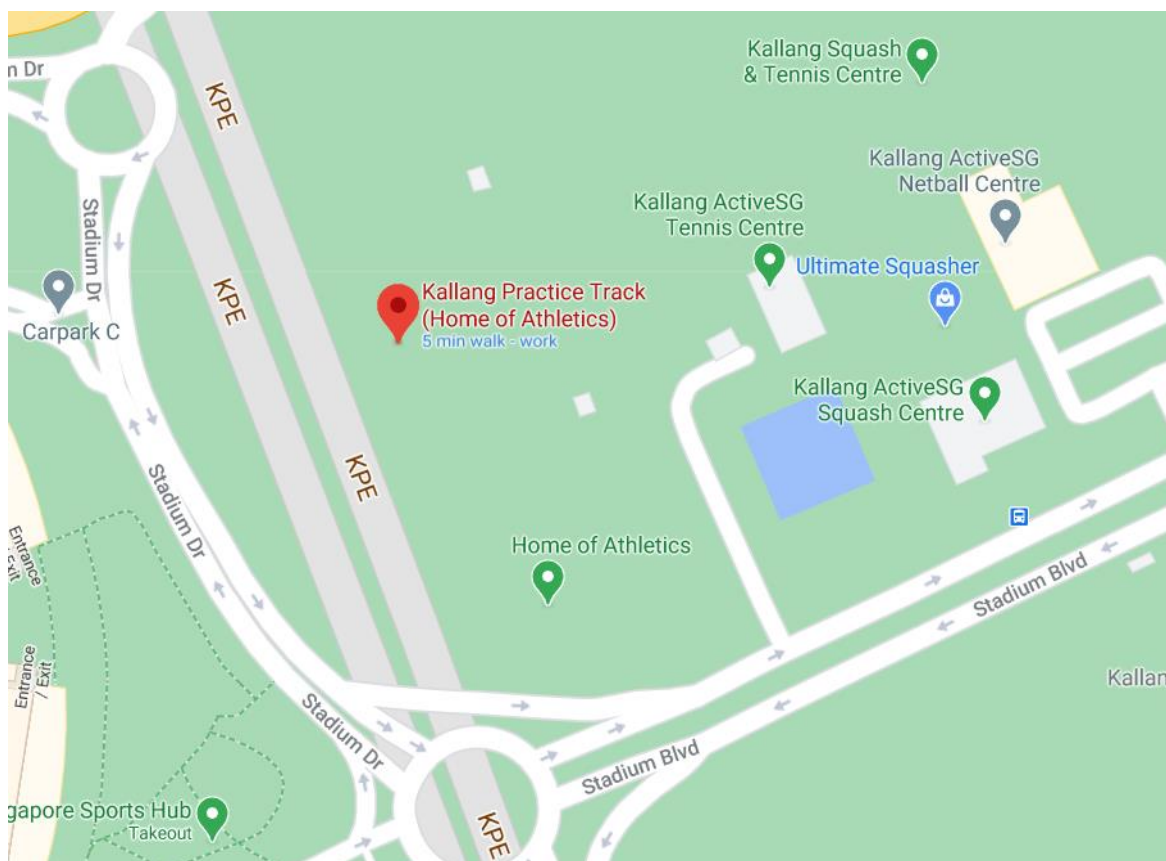 m Dr
KPE
Kallang Squash
& Tennis Centre
Kallang ActiveSG
Netball Centre
Kallang ActiveSG
Tennis Centre
Stadium Dr
KPE
Ultimate Squasher
Kallang Practice Track
(Home of Athletics)
5 min walk - work
Carpark C
Kallang ActiveSG
Squash Centre
KPE
Stadium Dr
Entrance
/ Exit
Home of Athletics
Stadium Blvd
Entrance
/ Exit
Kallan
Stadium Dr
Stadium Blvd
gapore Sports Hub
Takeout
KPE